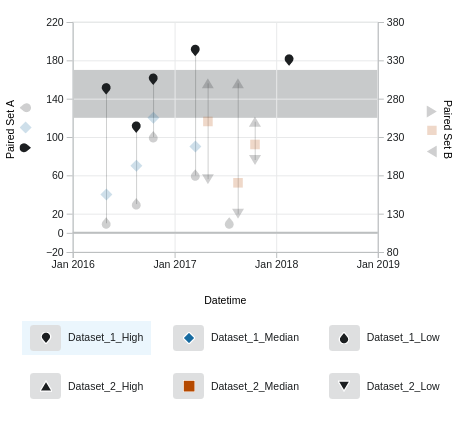 220
180
140
100
60
20
0
−20
380
330
280
230
180
130
80
Paired Set A
Paired Set B
Jan 2016
Jan 2017
Jan 2018
Jan 2019
Datetime
Dataset_1_High
Dataset_1_Median
Dataset_1_Low
Dataset_2_High
Dataset_2_Median
Dataset_2_Low